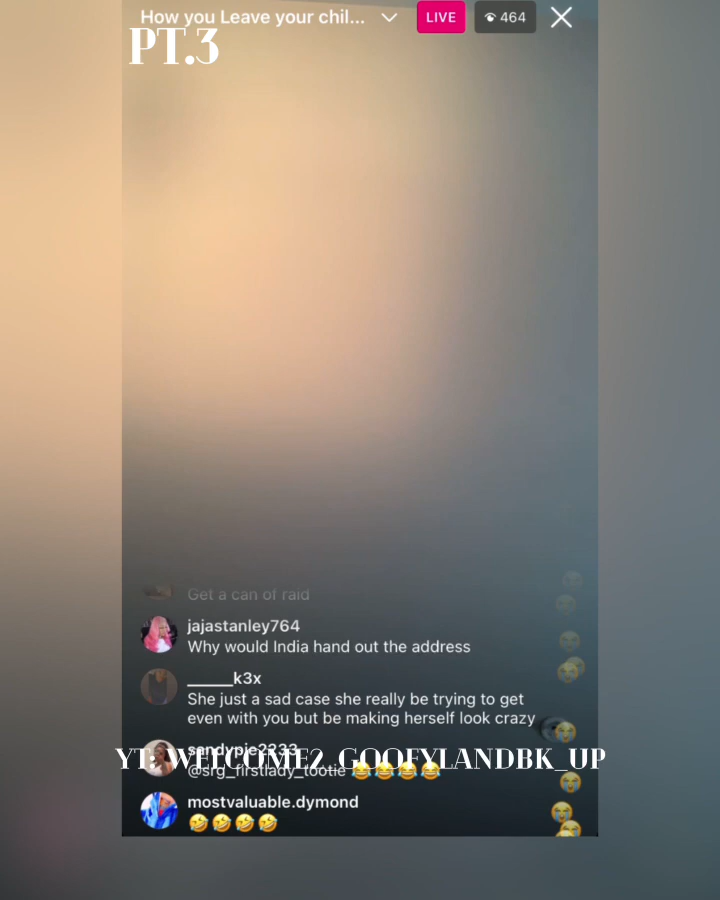 How you Leave your chil...
LIVE
464
PT.3
Get a can of raid
jajastanley764
Why would India hand out the address
______k3x
She just a sad case she really be trying to get
even with you but be making herself look crazy
sandypie2233
@srg_firstlady_tootie 😂😂😂😂
YT: WELCOME2_GOOFYLANDBK_UP
mostvaluable.dymond
🤣🤣🤣🤣